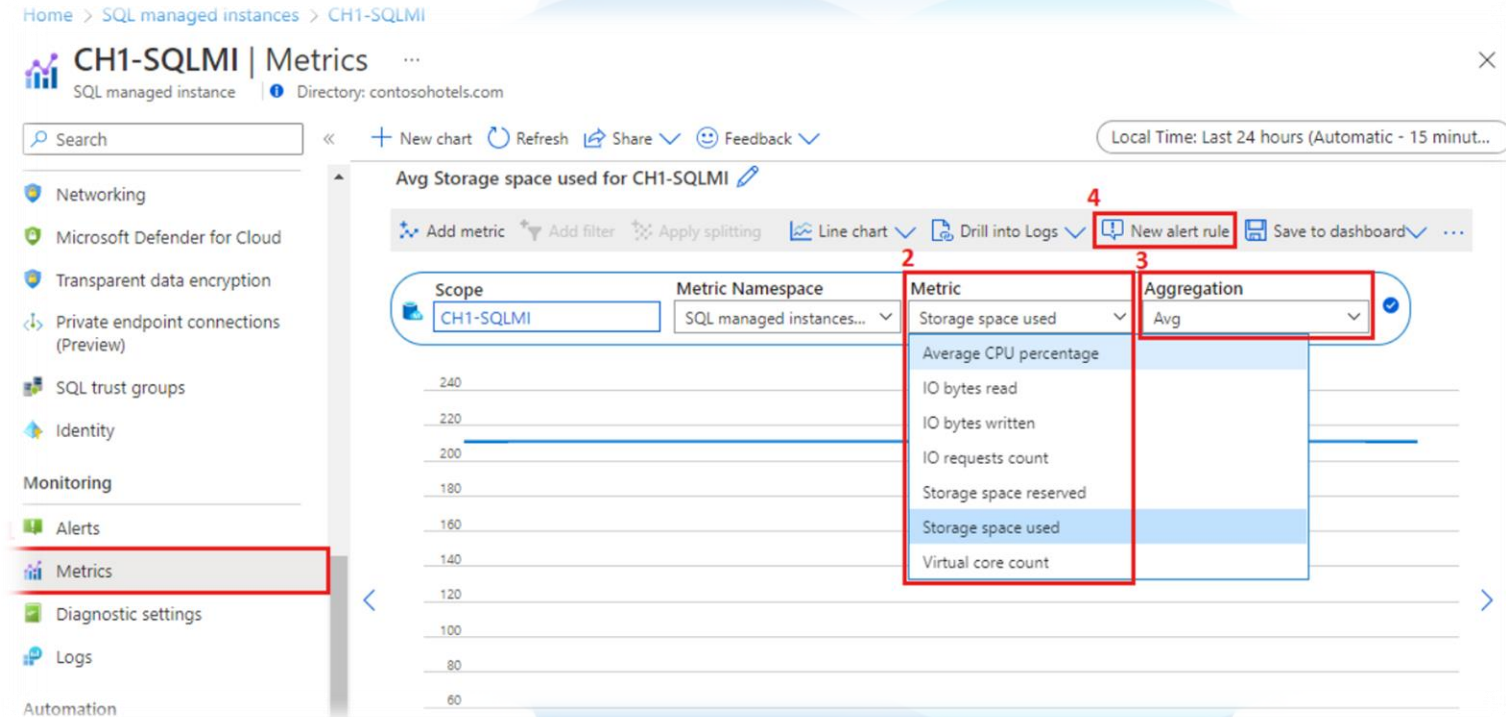 Home > SQL managed instances > CH1-SQLMI
CH1-SQLMI | Metrics ...
SQL managed instance
Directory: contosohotels.com
Search
«
New chart Refresh Share Feedback
Local Time: Last 24 hours (Automatic - 15 minut...
Networking
Microsoft Defender for Cloud
Transparent data encryption
Private endpoint connections
(Preview)
SQL trust groups
Identity
Monitoring
Alerts
Metrics
Diagnostic settings
Logs
Automation
Avg Storage space used for CH1-SQLMI
4
Add metric Add filter Apply splitting Line chart Drill into Logs New alert rule Save to dashboard ...
2
3
Scope
CH1-SQLMI
Metric Namespace
SQL managed instances...
Metric
Storage space used
Aggregation
Avg
Average CPU percentage
IO bytes read
IO bytes written
IO requests count
Storage space reserved
Storage space used
Virtual core count
240
220
200
180
160
140
120
100
80
60